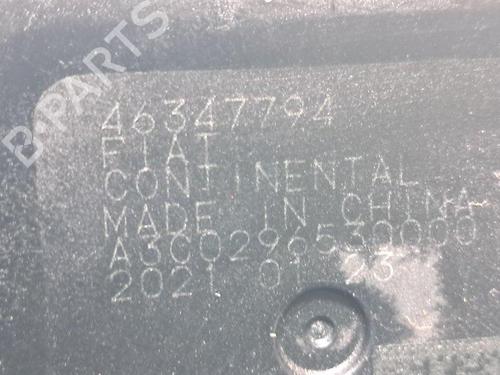 B-PARTS
46347794
FIAT
CONTINENTAL
MADE IN CHINA
A3C0296530000
2021 01 23